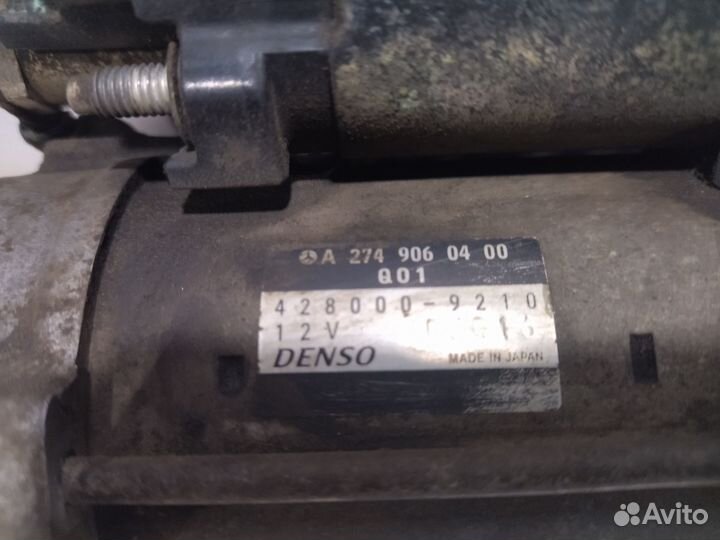 A 274 906 04 00
Q01
428000-9210
12V
DENSO MADE IN JAPAN
Avito